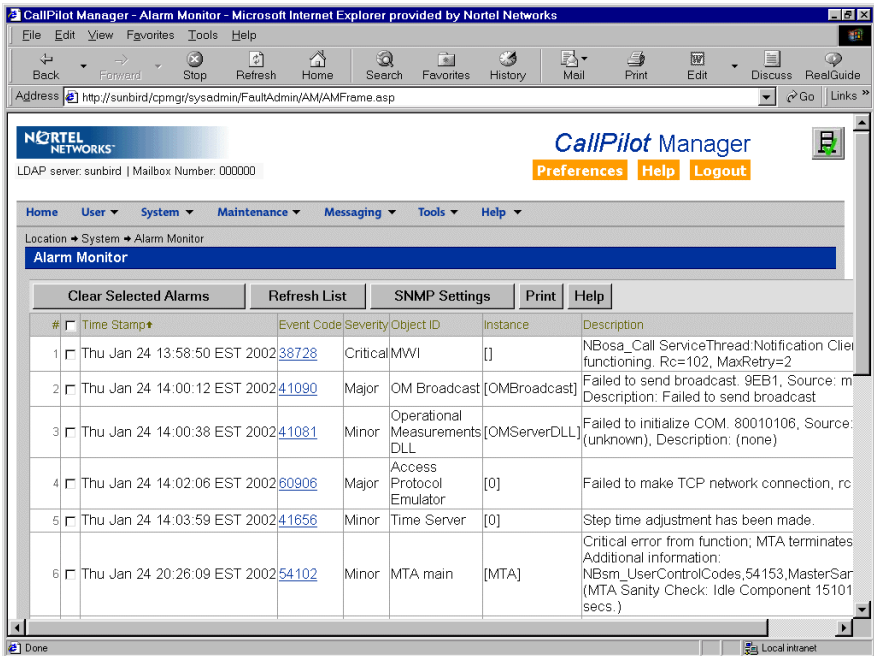 CallPilot Manager - Alarm Monitor - Microsoft Internet Explorer provided by Nortel Networks
File Edit View Favorites Tools Help
Back Forward Stop Refresh Home Search Favorites History Mail Print Edit Discuss RealGuide
Address http://sunbird/cpmgr/sysadmin/FaultAdmin/AM/AMFrame.asp Go Links »
NORTEL
NETWORKS™
CallPilot Manager
LDAP server: sunbird | Mailbox Number: 000000
Preferences Help Logout
Home User System Maintenance Messaging Tools Help
Location → System → Alarm Monitor
Alarm Monitor
Clear Selected Alarms Refresh List SNMP Settings Print Help
# Time Stamp Event Code Severity Object ID Instance Description
1 Thu Jan 24 13:58:50 EST 2002 38728 Critical MWI [] NBosa_Call ServiceThread:Notification Clie
functioning. Rc=102, MaxRetry=2
2 Thu Jan 24 14:00:12 EST 2002 41090 Major OM Broadcast [OMBroadcast] Failed to send broadcast. 9EB1, Source: m
Description: Failed to send broadcast
3 Thu Jan 24 14:00:38 EST 2002 41081 Minor Operational
Measurements
DLL [OMServerDLL] Failed to initialize COM. 80010106, Source:
(unknown), Description: (none)
4 Thu Jan 24 14:02:06 EST 2002 60906 Major Access
Protocol
Emulator [0] Failed to make TCP network connection, rc
5 Thu Jan 24 14:03:59 EST 2002 41656 Minor Time Server [0] Step time adjustment has been made.
6 Thu Jan 24 20:26:09 EST 2002 54102 Minor MTA main [MTA] Critical error from function; MTA terminates
Additional information:
NBsm_UserControlCodes,54153,MasterSan
(MTA Sanity Check: Idle Component 15101
secs.)
Done Local intranet